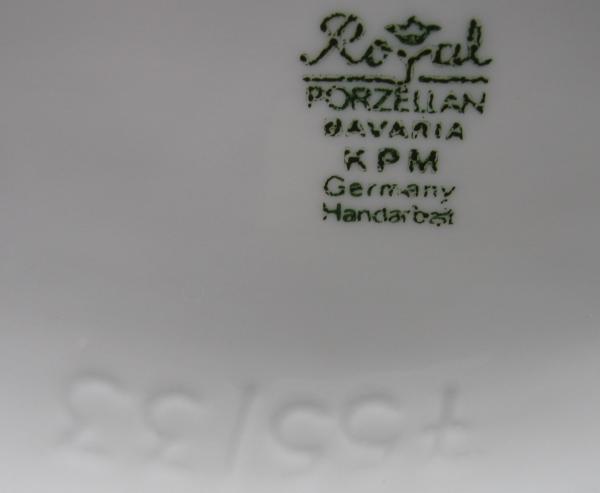 Royal
PORZELLAN
BAVARIA
KPM
Germany
Handarbeit